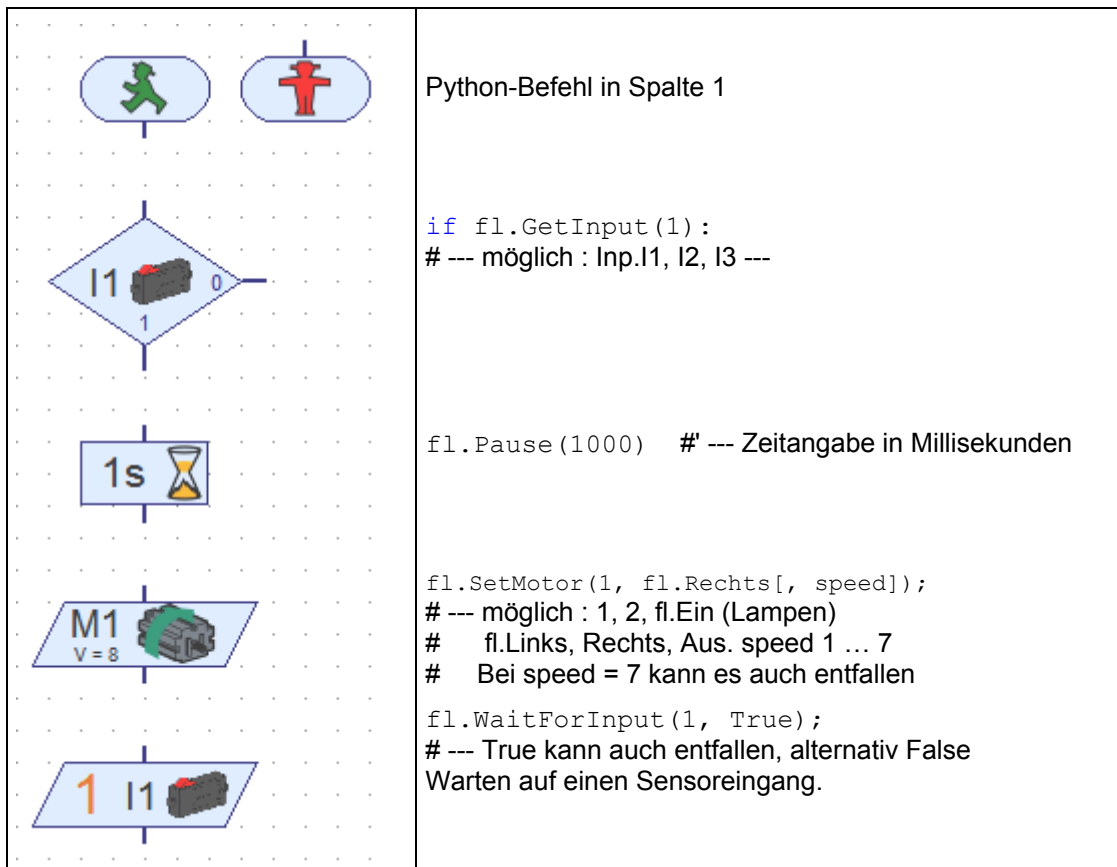 Python-Befehl in Spalte 1
I1
0
1
if fl.GetInput(1):
# --- möglich : Inp.I1, I2, I3 ---
1s
fl.Pause(1000) #' --- Zeitangabe in Millisekunden
M1
V = 8
fl.SetMotor(1, fl.Rechts[, speed]);
# --- möglich : 1, 2, fl.Ein (Lampen)
# fl.Links, Rechts, Aus. speed 1 … 7
# Bei speed = 7 kann es auch entfallen
1 I1
fl.WaitForInput(1, True);
# --- True kann auch entfallen, alternativ False
Warten auf einen Sensoreingang.